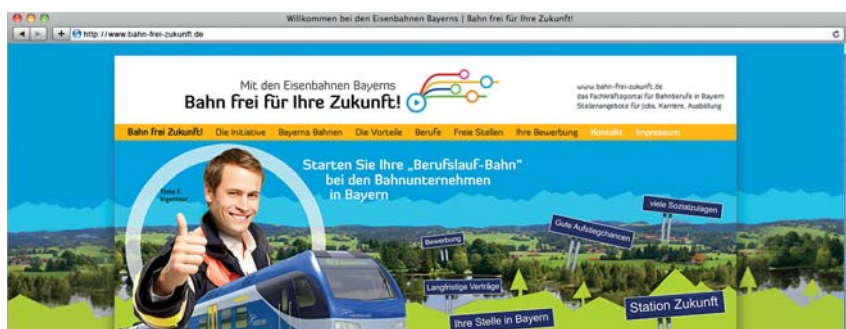 Willkommen bei den Eisenbahnen Bayerns | Bahn frei für Ihre Zukunft!
http://www.bahn-frei-zukunft.de
Mit den Eisenbahnen Bayerns
Bahn frei für Ihre Zukunft!
www.bahn-frei-zukunft.de
das Fachkräfteportal für Bahnberufe in Bayern
Stellenangebote für Jobs, Karriere, Ausbildung
Bahn frei Zukunft! Die Initiative Bayerns Bahnen Die Vorteile Berufe Freie Stellen Ihre Bewerbung Kontakt Impressum
Starten Sie Ihre „Berufslauf-Bahn"
bei den Bahnunternehmen
in Bayern
Ingenieur
viele Sozialzulagen
Gute Aufstiegchancen
Bewerbung
Langfristige Verträge
Station Zukunft
Ihre Stelle in Bayern